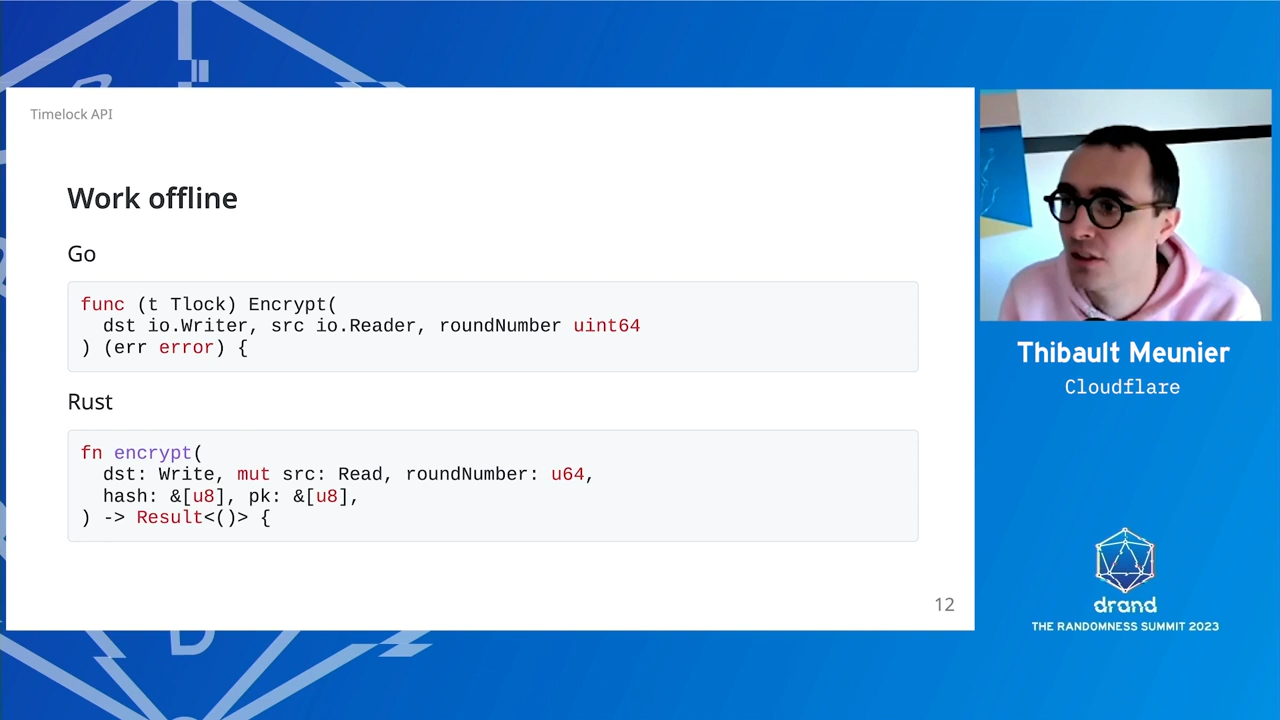 Timelock API
Work offline
Go
func (t Tlock) Encrypt(
dst io.Writer, src io.Reader, roundNumber uint64
) (err error) {
Rust
fn encrypt(
dst: Write, mut src: Read, roundNumber: u64,
hash: &[u8], pk: &[u8],
) -> Result<()> {
12
Thibault Meunier
Cloudflare
drand
THE RANDOMNESS SUMMIT 2023